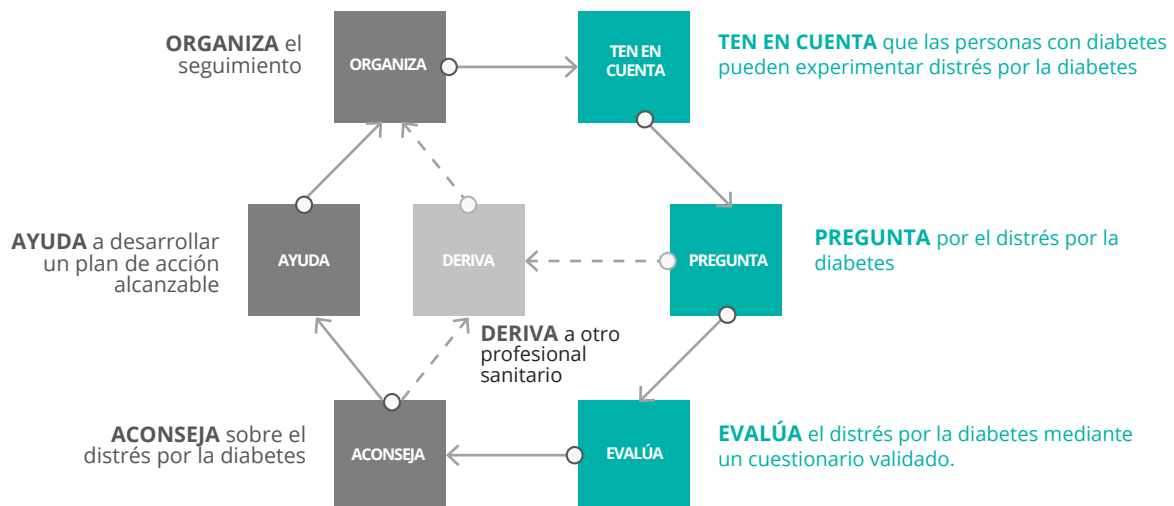 ORGANIZA el
seguimiento
ORGANIZA
TEN EN
CUENTA
TEN EN CUENTA que las personas con diabetes
pueden experimentar distrés por la diabetes
AYUDA a desarrollar
un plan de acción
alcanzable
AYUDA
DERIVA
PREGUNTA
PREGUNTA por el distrés por la
diabetes
DERIVA a otro
profesional
sanitario
ACONSEJA sobre el
distrés por la diabetes
ACONSEJA
EVALÚA
EVALÚA el distrés por la diabetes mediante
un cuestionario validado.